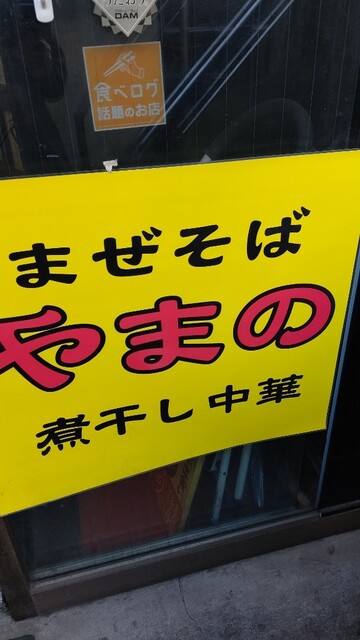 DAM
食べログ
話題のお店
まぜそば
やまの
煮干し中華